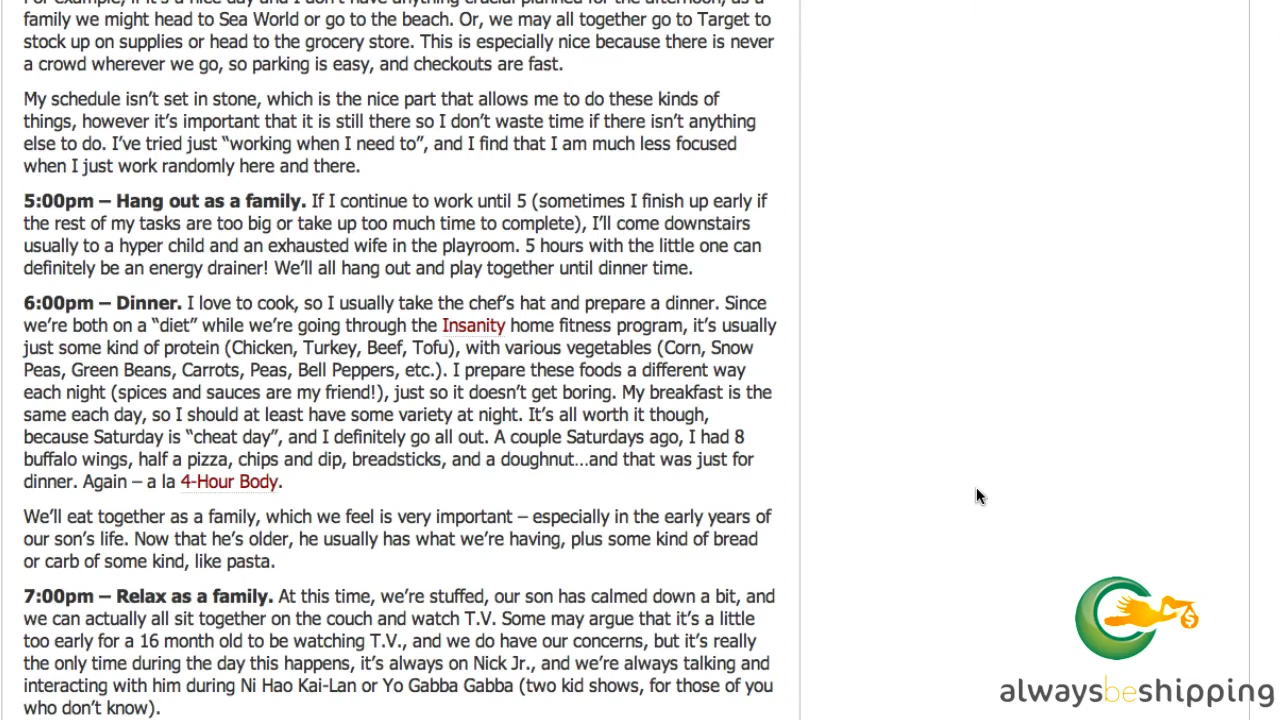 family we might head to Sea World or go to the beach. Or, we may all together go to Target to
stock up on supplies or head to the grocery store. This is especially nice because there is never
a crowd wherever we go, so parking is easy, and checkouts are fast.
My schedule isn’t set in stone, which is the nice part that allows me to do these kinds of
things, however it’s important that it is still there so I don’t waste time if there isn’t anything
else to do. I’ve tried just “working when I need to”, and I find that I am much less focused
when I just work randomly here and there.
5:00pm – Hang out as a family. If I continue to work until 5 (sometimes I finish up early if
the rest of my tasks are too big or take up too much time to complete), I’ll come downstairs
usually to a hyper child and an exhausted wife in the playroom. 5 hours with the little one can
definitely be an energy drainer! We’ll all hang out and play together until dinner time.
6:00pm – Dinner. I love to cook, so I usually take the chef’s hat and prepare a dinner. Since
we’re both on a “diet” while we’re going through the Insanity home fitness program, it’s usually
just some kind of protein (Chicken, Turkey, Beef, Tofu), with various vegetables (Corn, Snow
Peas, Green Beans, Carrots, Peas, Bell Peppers, etc.). I prepare these foods a different way
each night (spices and sauces are my friend!), just so it doesn’t get boring. My breakfast is the
same each day, so I should at least have some variety at night. It’s all worth it though,
because Saturday is “cheat day”, and I definitely go all out. A couple Saturdays ago, I had 8
buffalo wings, half a pizza, chips and dip, breadsticks, and a doughnut…and that was just for
dinner. Again – a la 4-Hour Body.
We’ll eat together as a family, which we feel is very important – especially in the early years of
our son’s life. Now that he’s older, he usually has what we’re having, plus some kind of bread
or carb of some kind, like pasta.
7:00pm – Relax as a family. At this time, we’re stuffed, our son has calmed down a bit, and
we can actually all sit together on the couch and watch T.V. Some may argue that it’s a little
too early for a 16 month old to be watching T.V., and we do have our concerns, but it’s really
the only time during the day this happens, it’s always on Nick Jr., and we’re always talking and
interacting with him during Ni Hao Kai-Lan or Yo Gabba Gabba (two kid shows, for those of you
who don’t know).
$
alwaysbeshipping